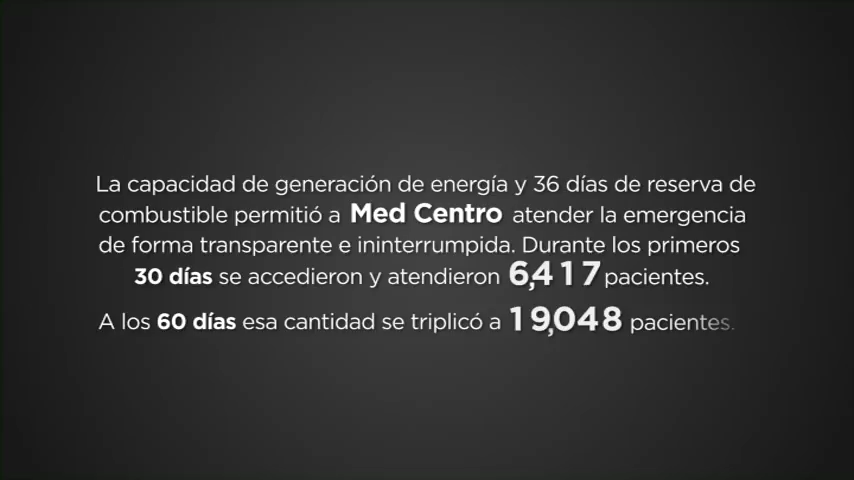 La capacidad de generación de energía y 36 días de reserva de
combustible permitió a Med Centro atender la emergencia
de forma transparente e ininterrumpida. Durante los primeros
30 días se accedieron y atendieron 6,417 pacientes.
A los 60 días esa cantidad se triplicó a 19,048 pacientes.